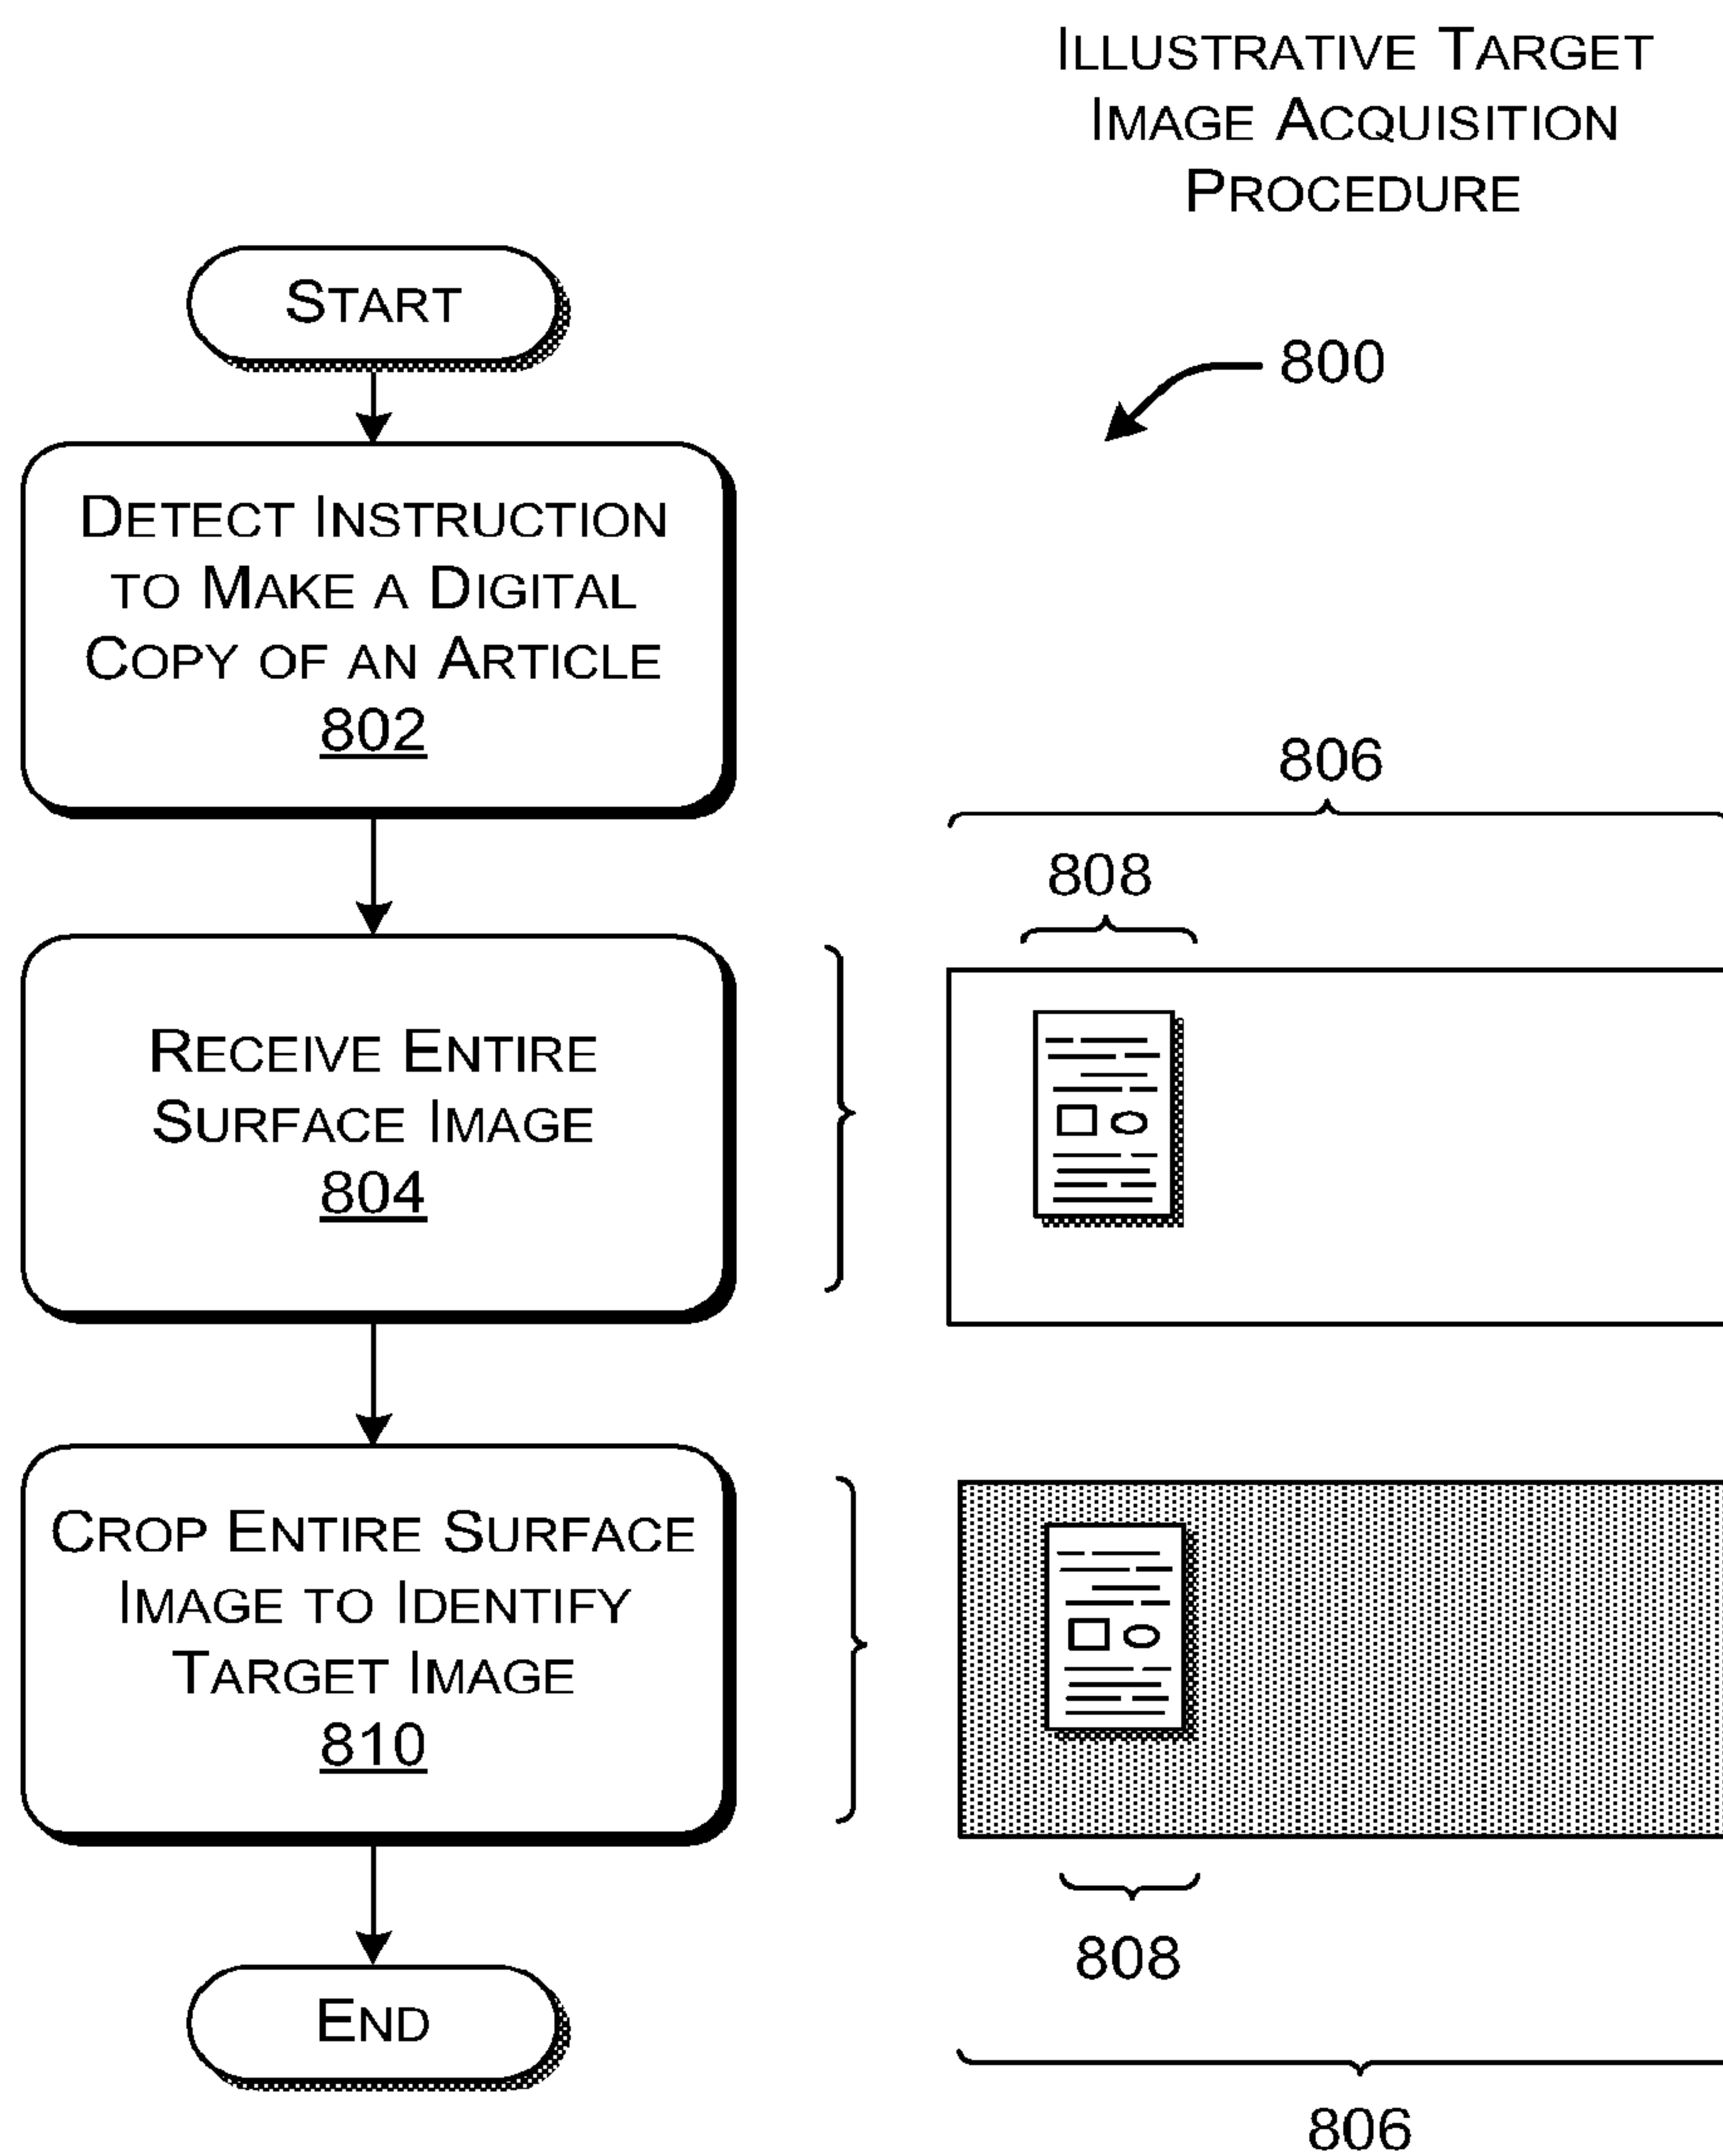 ILLUSTRATIVE TARGET
IMAGE ACQUISITION
PROCEDURE
START
800
DETECT INSTRUCTION
TO MAKE A DIGITAL
COPY OF AN ARTICLE
802
806
808
RECEIVE ENTIRE
SURFACE IMAGE
804
CROP ENTIRE SURFACE
IMAGE TO IDENTIFY
TARGET IMAGE
810
808
END
806